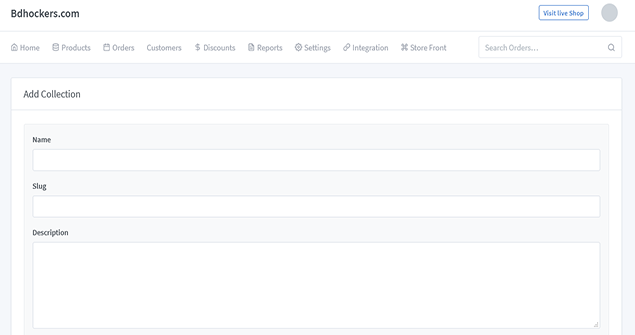 Bdhockers.com
Visit live Shop
Home Products Orders Customers Discounts Reports Settings Integration Store Front
Search Orders...
Add Collection
Name
Slug
Description